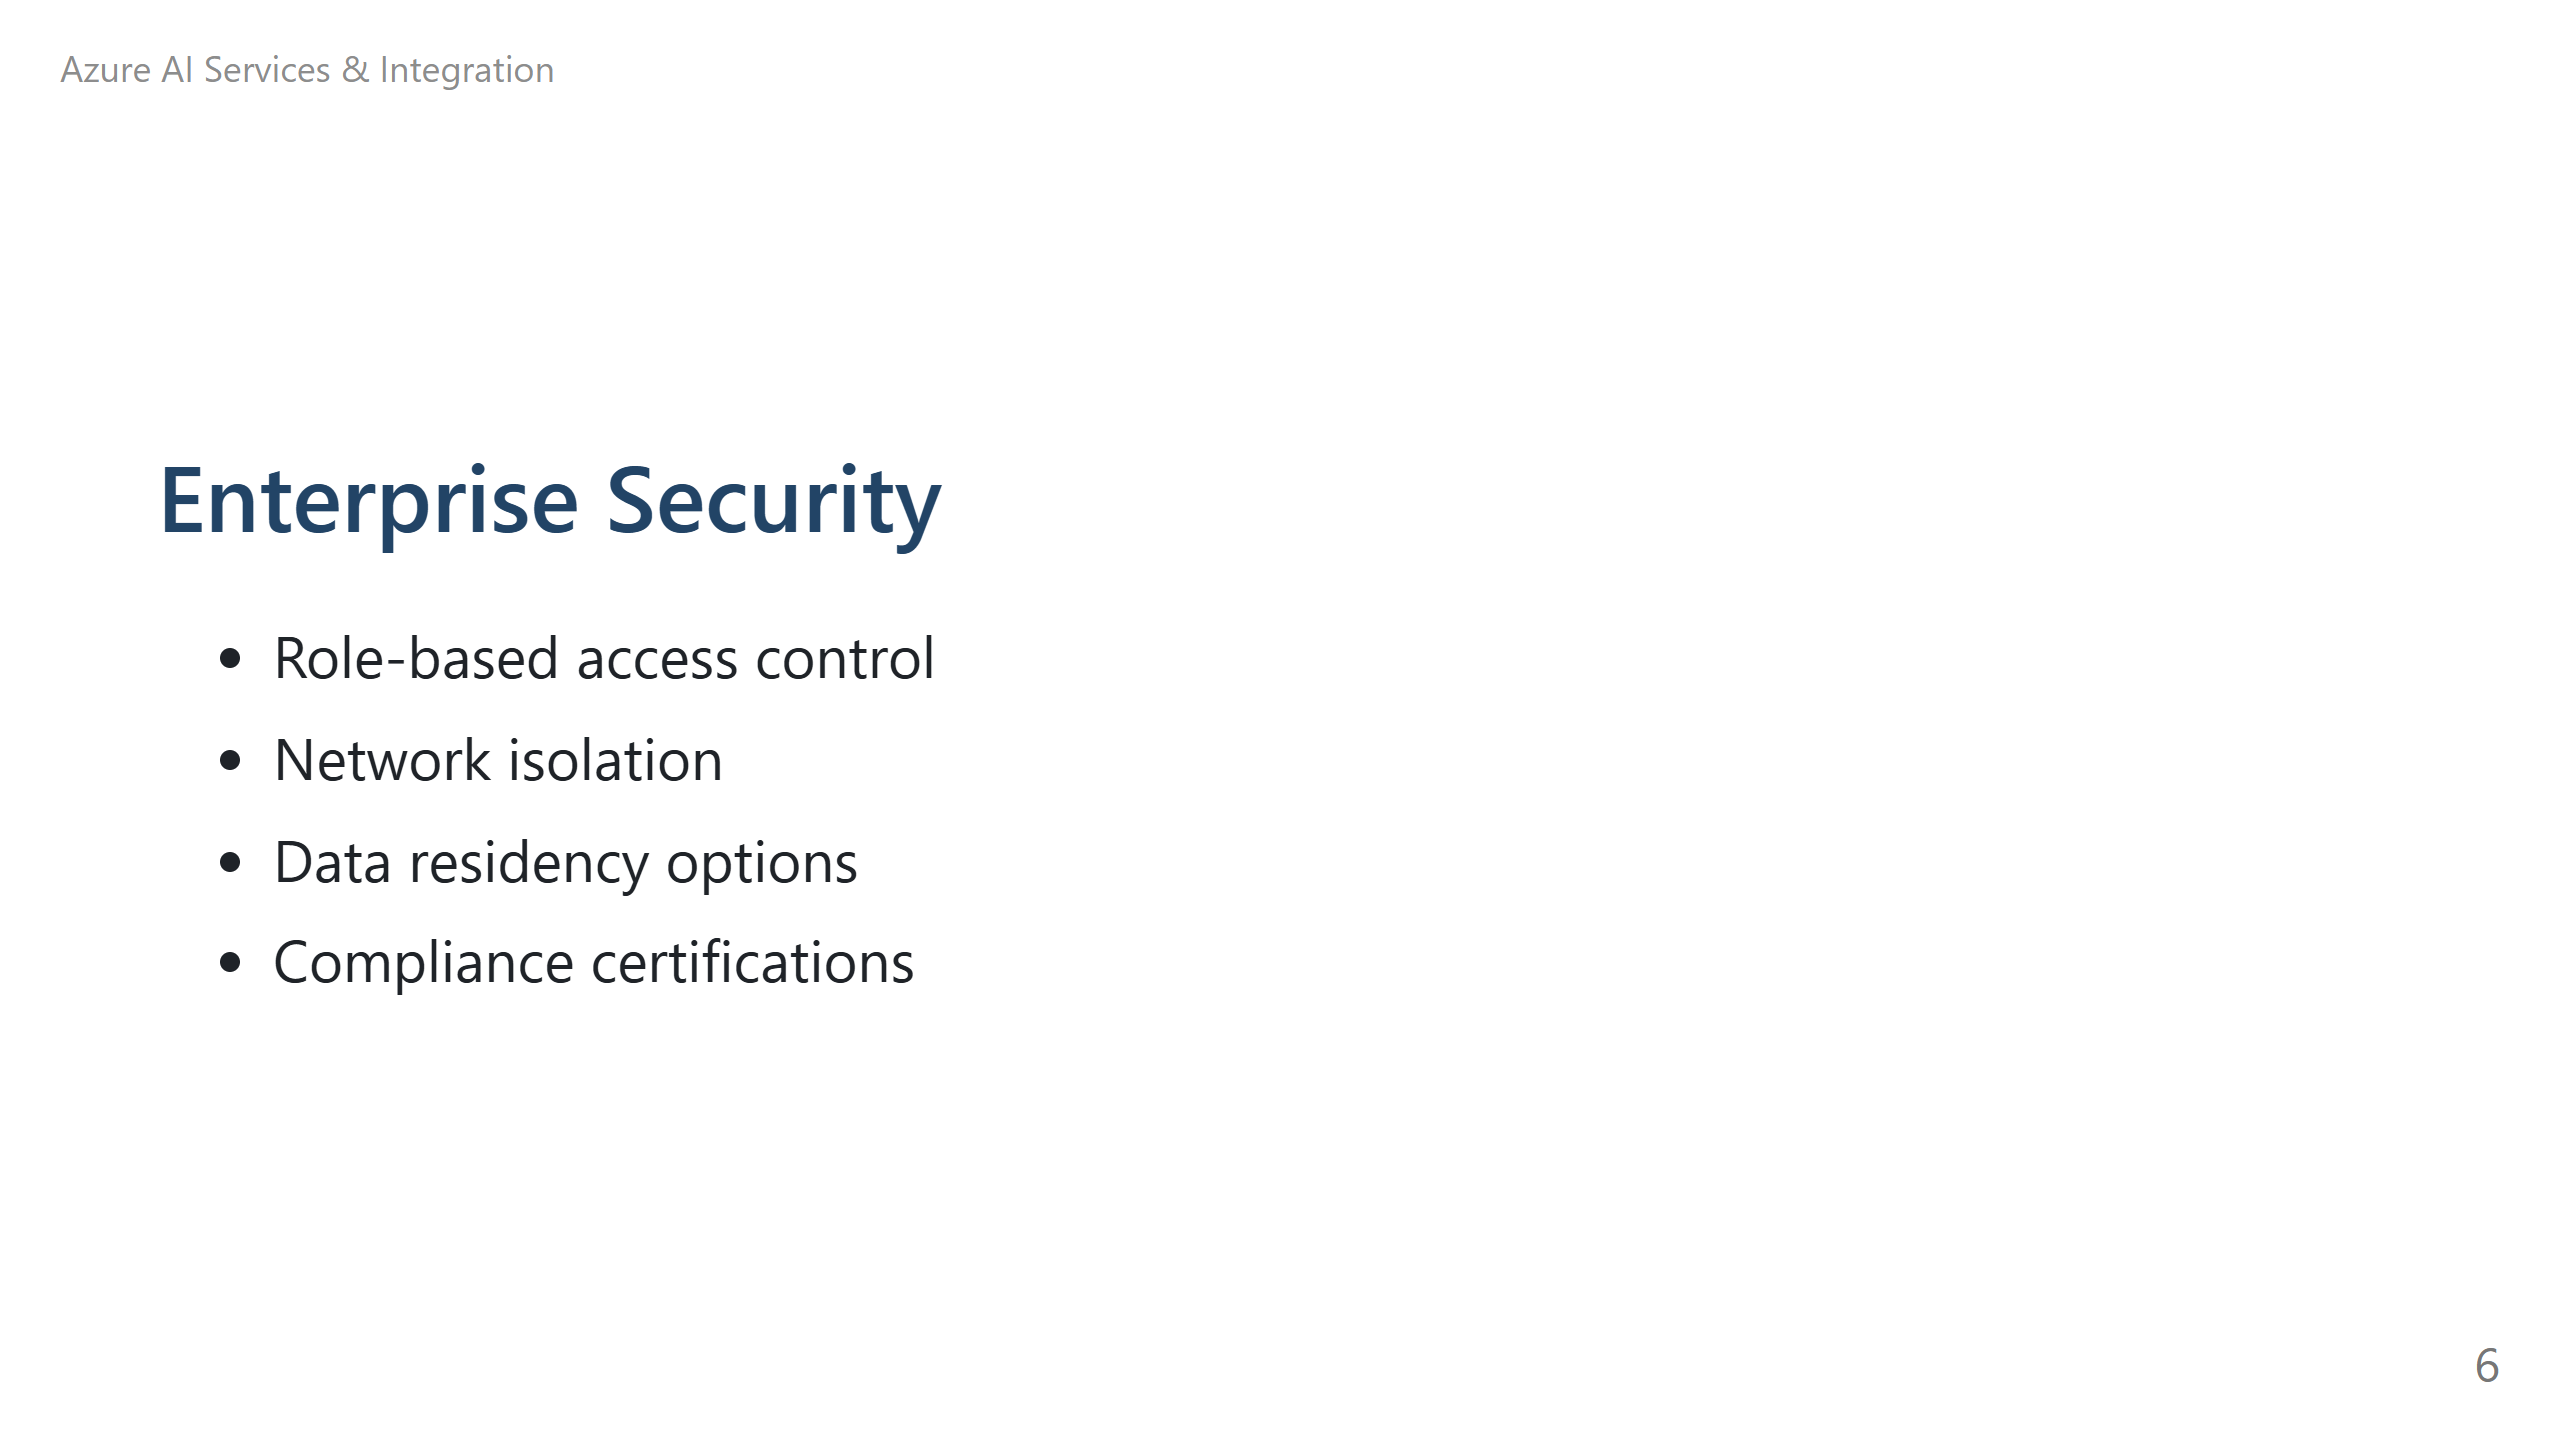 Azure AI Services & Integration
Enterprise Security
• Role-based access control
• Network isolation
• Data residency options
• Compliance certifications
6